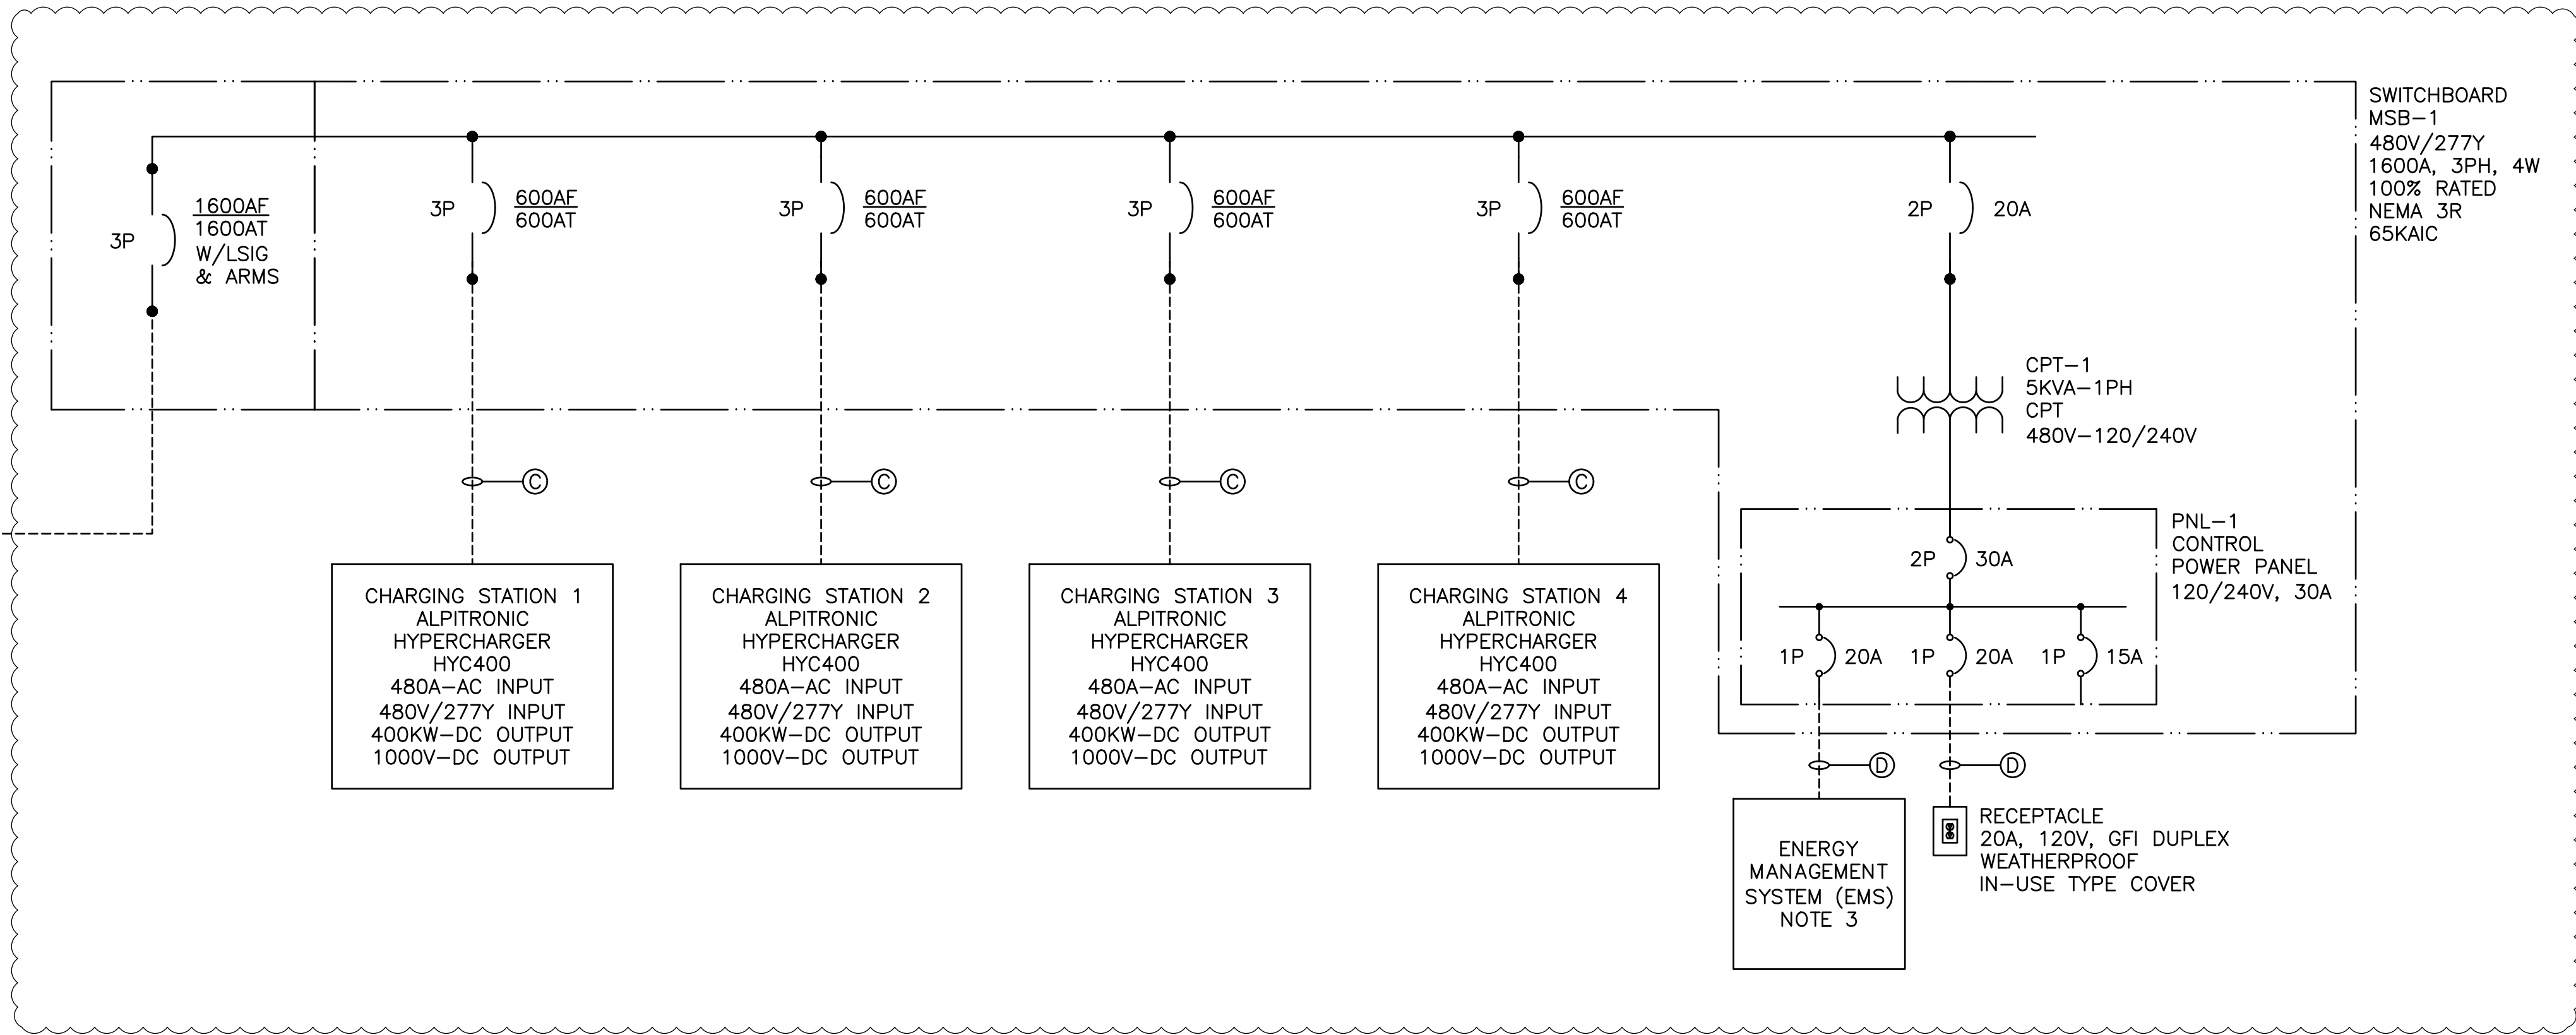 SWITCHBOARD
MSB-1
480V/277Y
1600A, 3PH, 4W
100% RATED
NEMA 3R
65KAIC
3P
1600AF
1600AT
W/LSIG
& ARMS
3P
600AF
600AT
3P
600AF
600AT
3P
600AF
600AT
3P
600AF
600AT
2P
20A
CPT-1
5KVA-1PH
CPT
480V-120/240V
C
C
C
C
PNL-1
CONTROL
POWER PANEL
120/240V, 30A
2P
30A
1P
20A
1P
20A
1P
15A
CHARGING STATION 1
ALPITRONIC
HYPERCHARGER
HYC400
480A-AC INPUT
480V/277Y INPUT
400KW-DC OUTPUT
1000V-DC OUTPUT
CHARGING STATION 2
ALPITRONIC
HYPERCHARGER
HYC400
480A-AC INPUT
480V/277Y INPUT
400KW-DC OUTPUT
1000V-DC OUTPUT
CHARGING STATION 3
ALPITRONIC
HYPERCHARGER
HYC400
480A-AC INPUT
480V/277Y INPUT
400KW-DC OUTPUT
1000V-DC OUTPUT
CHARGING STATION 4
ALPITRONIC
HYPERCHARGER
HYC400
480A-AC INPUT
480V/277Y INPUT
400KW-DC OUTPUT
1000V-DC OUTPUT
D
D
ENERGY
MANAGEMENT
SYSTEM (EMS)
NOTE 3
RECEPTACLE
20A, 120V, GFI DUPLEX
WEATHERPROOF
IN-USE TYPE COVER